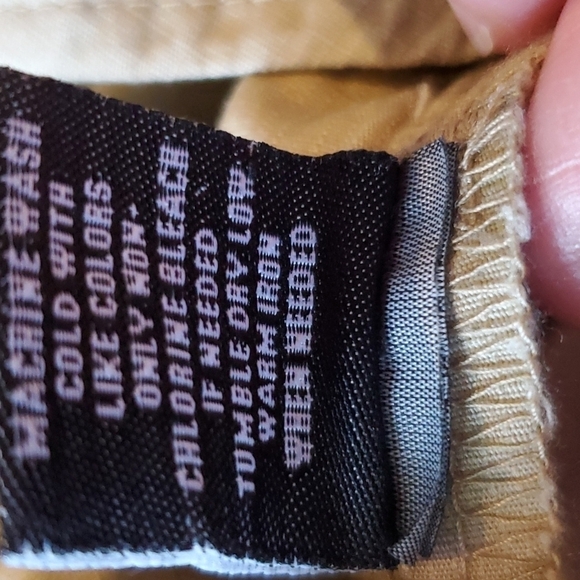 MACHINE WASH
COLD WITH
LIKE COLORS
ONLY NON-
CHLORINE BLEACH
IF NEEDED
TUMBLE DRY LOW
WARM IRON
WHEN NEEDED